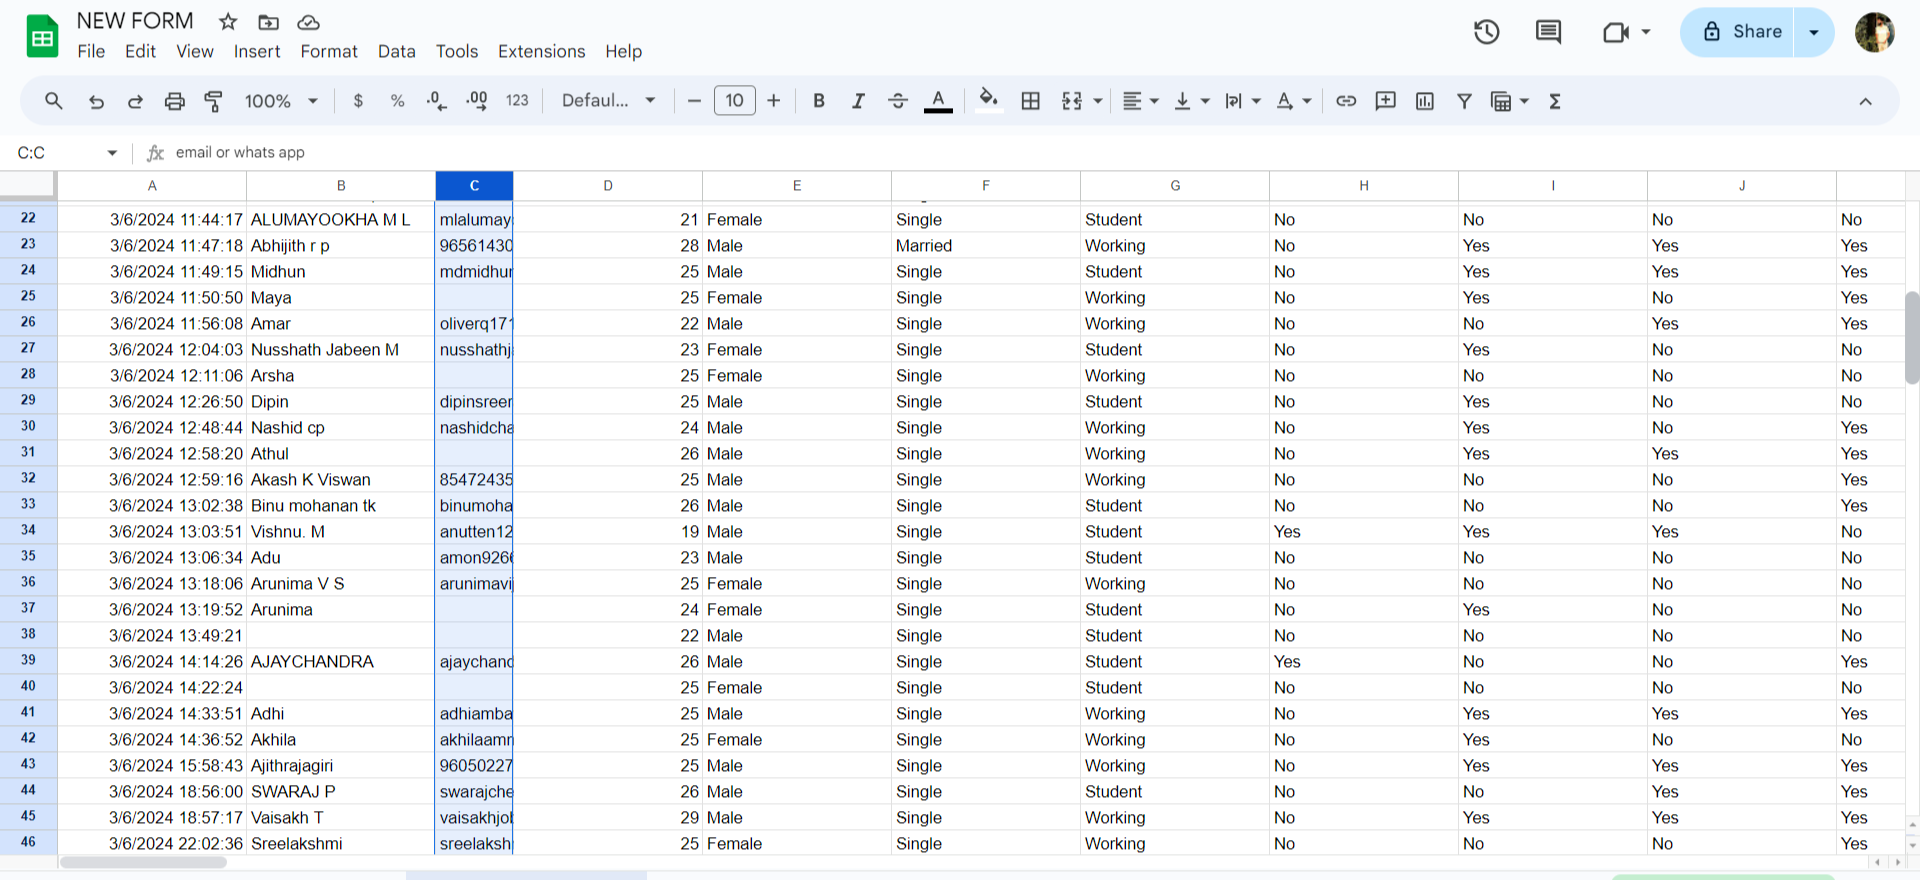 NEW FORM
File Edit View Insert Format Data Tools Extensions Help
Share
100% $ % .0 .00 123 Defaul... 10 B I A
C:C fx email or whats app
A B C D E F G H I J
22 3/6/2024 11:44:17 ALUMAYOOKHA M L mlalumay 21 Female Single Student No No No No
23 3/6/2024 11:47:18 Abhijith r p 96561430 28 Male Married Working No Yes Yes Yes
24 3/6/2024 11:49:15 Midhun mdmidhun 25 Male Single Student No Yes Yes Yes
25 3/6/2024 11:50:50 Maya 25 Female Single Working No Yes No Yes
26 3/6/2024 11:56:08 Amar oliverq171 22 Male Single Working No No Yes Yes
27 3/6/2024 12:04:03 Nusshath Jabeen M nusshathj 23 Female Single Student No Yes No No
28 3/6/2024 12:11:06 Arsha 25 Female Single Working No No No No
29 3/6/2024 12:26:50 Dipin dipinsreer 25 Male Single Student No Yes No No
30 3/6/2024 12:48:44 Nashid cp nashidcha 24 Male Single Working No Yes No Yes
31 3/6/2024 12:58:20 Athul 26 Male Single Working No Yes Yes Yes
32 3/6/2024 12:59:16 Akash K Viswan 85472435 25 Male Single Working No No No Yes
33 3/6/2024 13:02:38 Binu mohanan tk binumoha 26 Male Single Student No No No Yes
34 3/6/2024 13:03:51 Vishnu. M anutten12 19 Male Single Student Yes Yes Yes No
35 3/6/2024 13:06:34 Adu amon9266 23 Male Single Student No No No No
36 3/6/2024 13:18:06 Arunima V S arunimavi 25 Female Single Working No No No No
37 3/6/2024 13:19:52 Arunima 24 Female Single Student No Yes No No
38 3/6/2024 13:49:21 22 Male Single Student No No No No
39 3/6/2024 14:14:26 AJAYCHANDRA ajaychand 26 Male Single Student Yes No No Yes
40 3/6/2024 14:22:24 25 Female Single Student No No No No
41 3/6/2024 14:33:51 Adhi adhiamba 25 Male Single Working No Yes Yes Yes
42 3/6/2024 14:36:52 Akhila akhilaamr 25 Female Single Working No Yes No No
43 3/6/2024 15:58:43 Ajithrajagiri 96050227 25 Male Single Working No Yes Yes Yes
44 3/6/2024 18:56:00 SWARAJ P swarajche 26 Male Single Student No No Yes Yes
45 3/6/2024 18:57:17 Vaisakh T vaisakhjol 29 Male Single Working No Yes Yes Yes
46 3/6/2024 22:02:36 Sreelakshmi sreelaksh 25 Female Single Working No No No Yes